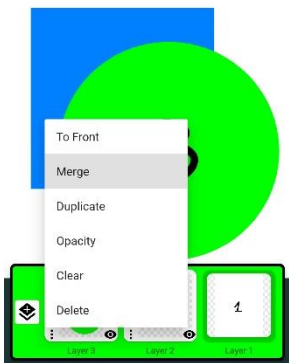 To Front
Merge
Duplicate
Opacity
Clear
Delete
1
Layer 3
Layer 2
Layer 1